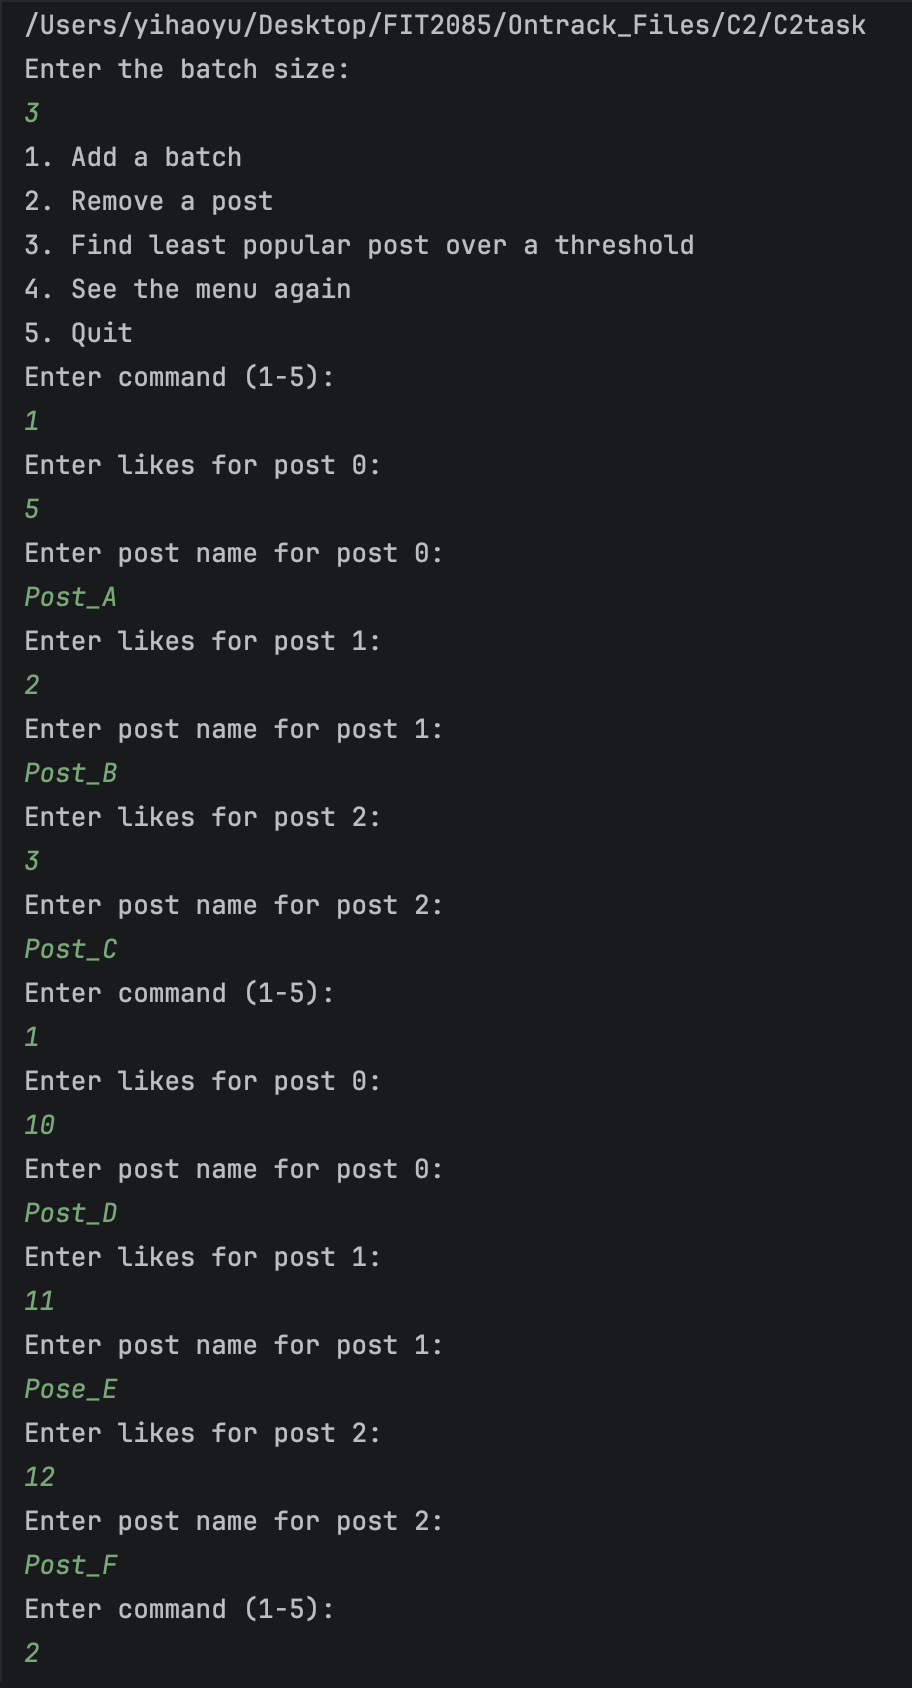 /Users/yihaoyu/Desktop/FIT2085/Ontrack_Files/C2/C2task
Enter the batch size:
3
1. Add a batch
2. Remove a post
3. Find least popular post over a threshold
4. See the menu again
5. Quit
Enter command (1-5):
1
Enter likes for post 0:
5
Enter post name for post 0:
Post_A
Enter likes for post 1:
2
Enter post name for post 1:
Post_B
Enter likes for post 2:
3
Enter post name for post 2:
Post_C
Enter command (1-5):
1
Enter likes for post 0:
10
Enter post name for post 0:
Post_D
Enter likes for post 1:
11
Enter post name for post 1:
Pose_E
Enter likes for post 2:
12
Enter post name for post 2:
Post_F
Enter command (1-5):
2